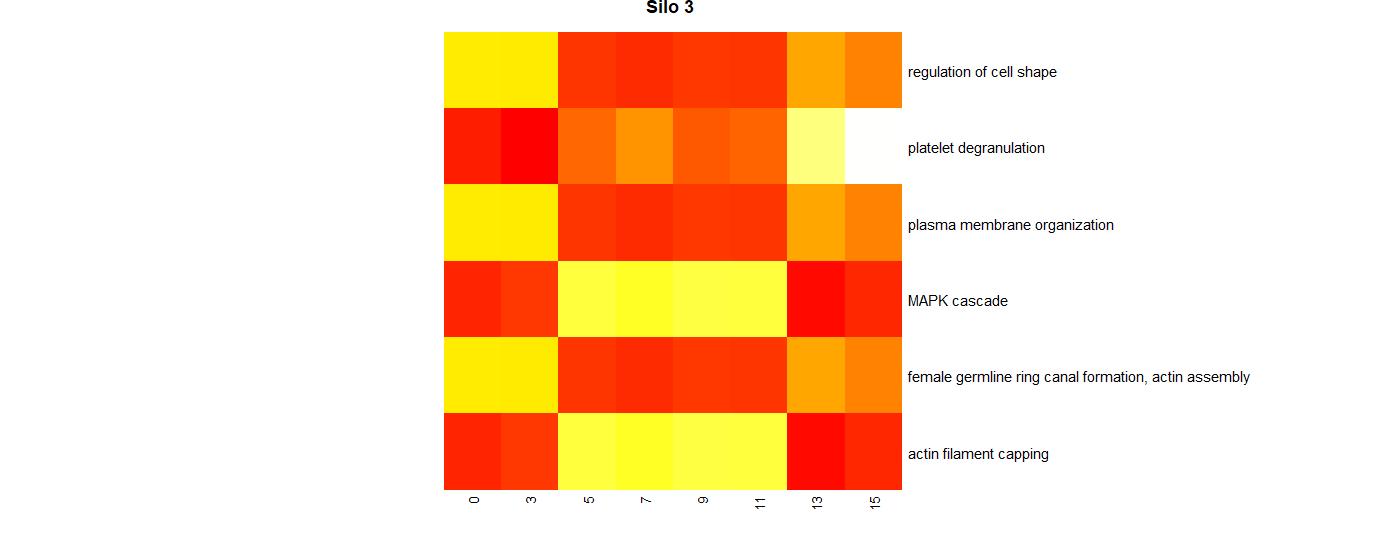 Silo 3
regulation of cell shape
platelet degranulation
plasma membrane organization
MAPK cascade
female germline ring canal formation, actin assembly
actin filament capping
0 3 5 7 9 11 13 15